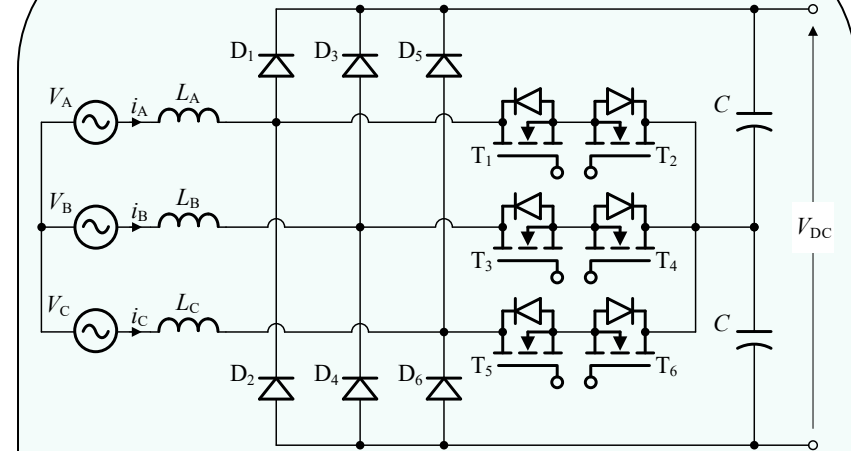 D1 D3 D5
VA iA LA C
T1 T2
VB iB LB
VDC
T3 T4
VC iC LC C
T5 T6
D2 D4 D6